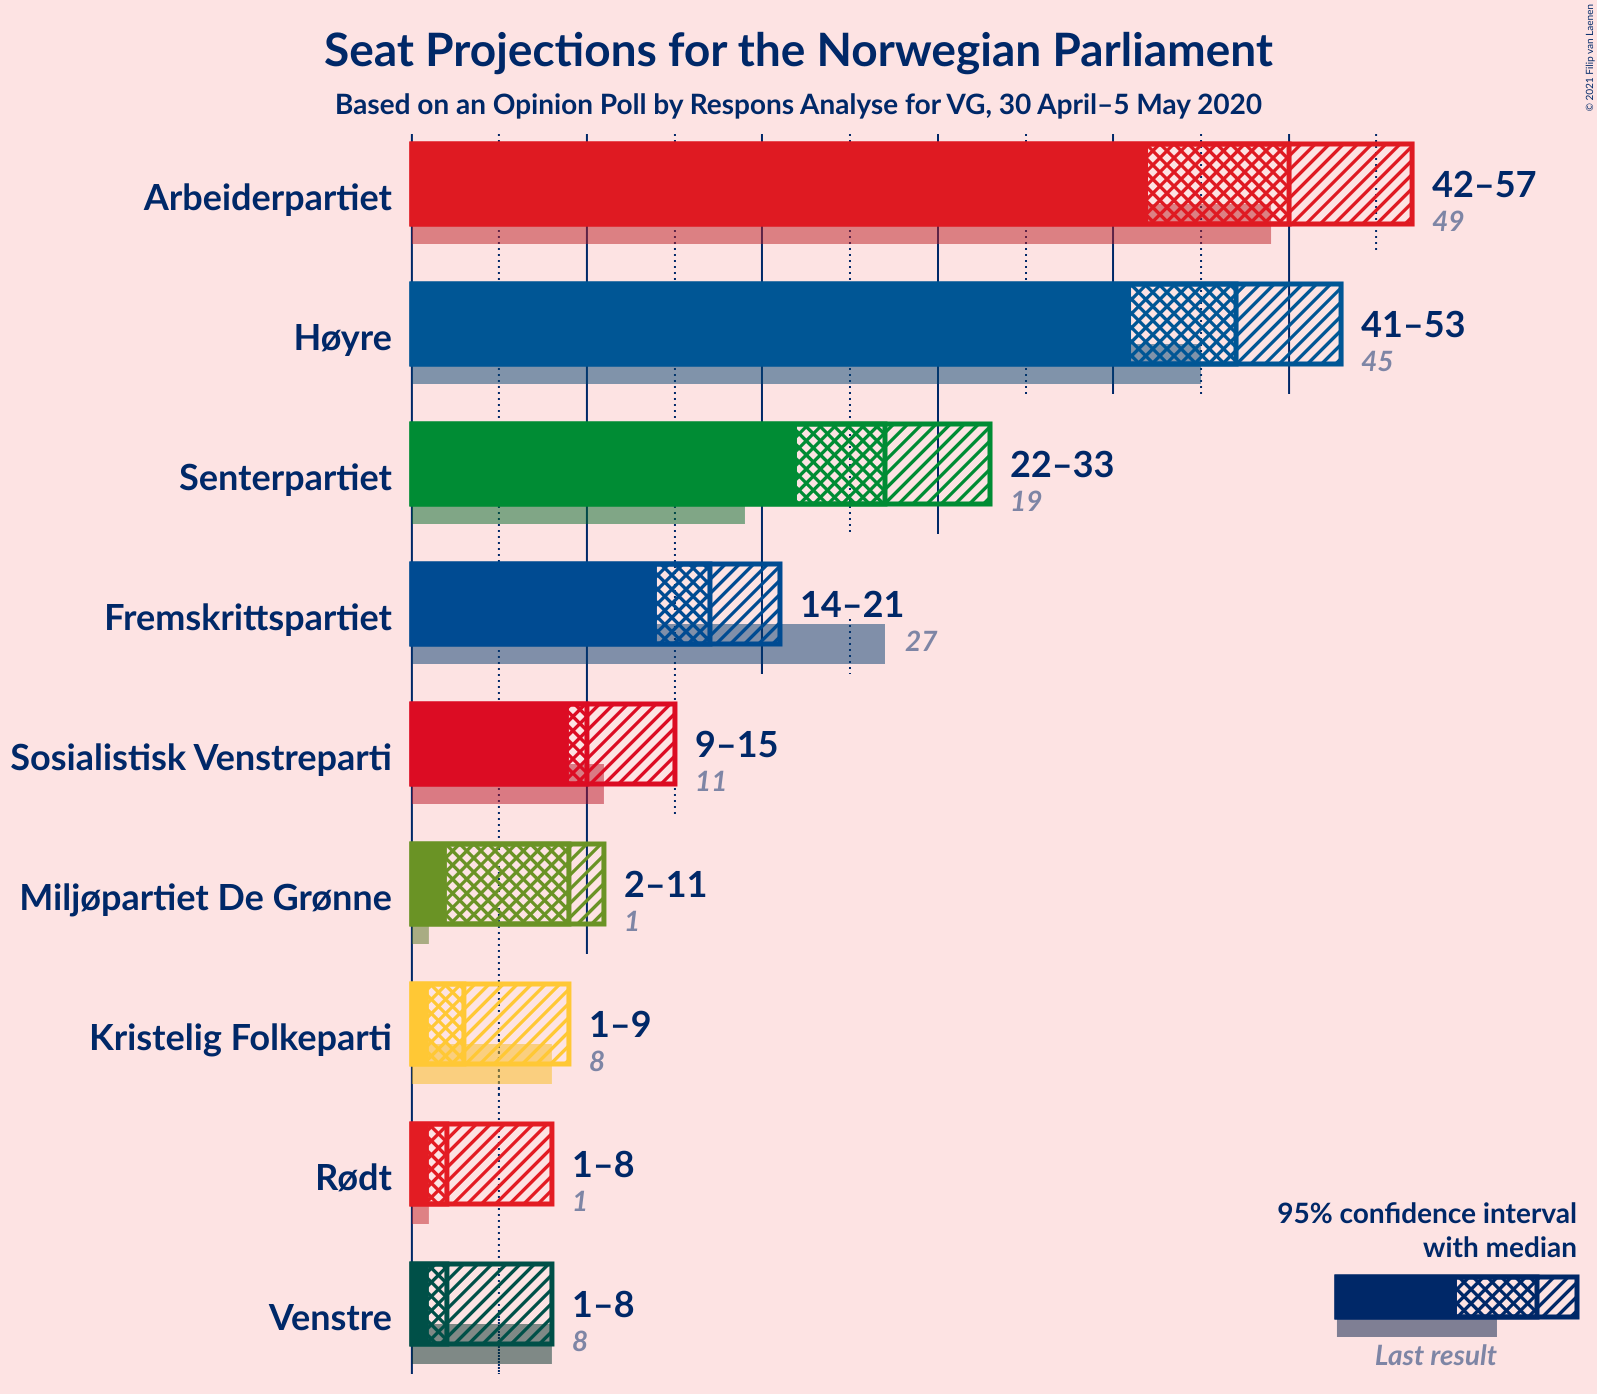 Seat Projections for the Norwegian Parliament
Based on an Opinion Poll by Respons Analyse for VG, 30 April–5 May 2020
© 2021 Filip van Laenen
Arbeiderpartiet
42–57
49
Høyre
41–53
45
Senterpartiet
22–33
19
Fremskrittspartiet
14–21
27
Sosialistisk Venstreparti
9–15
11
Miljøpartiet De Grønne
2–11
1
Kristelig Folkeparti
1–9
8
Rødt
1–8
1
Venstre
1–8
8
95% confidence interval
with median
Last result